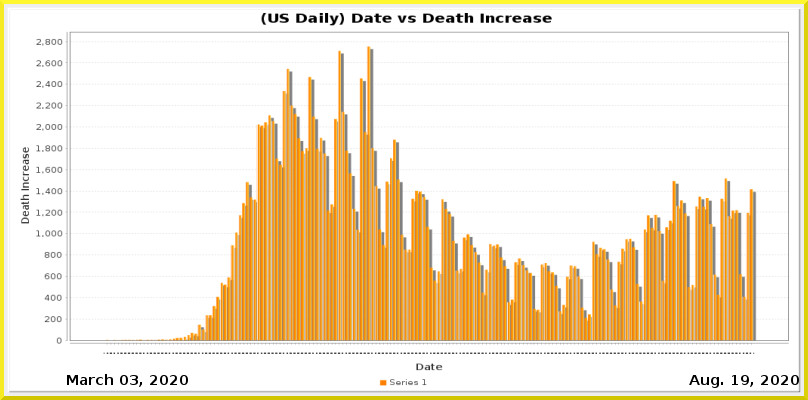 (US Daily) Date vs Death Increase
2,800
2,600
2,400
2,200
2,000
1,800
1,600
1,400
1,200
1,000
800
600
400
200
0
Death Increase
Date
March 03, 2020
Aug. 19, 2020
Series 1